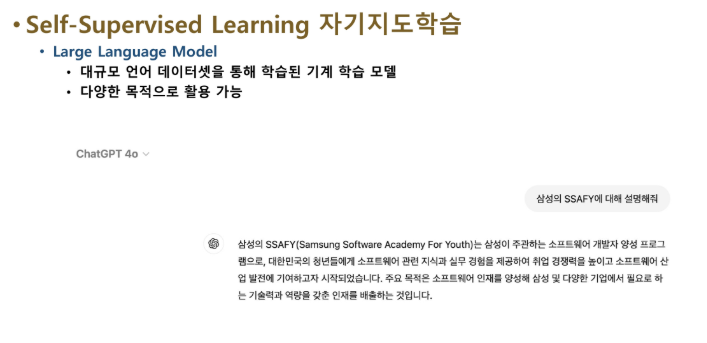 • Self-Supervised Learning 자기지도학습
• Large Language Model
• 대규모 언어 데이터셋을 통해 학습된 기계 학습 모델
• 다양한 목적으로 활용 가능
ChatGPT 4o
삼성의 SSAFY에 대해 설명해줘
삼성의 SSAFY(Samsung Software Academy For Youth)는 삼성이 주관하는 소프트웨어 개발자 양성 프로그
램으로, 대한민국의 청년들에게 소프트웨어 관련 지식과 실무 경험을 제공하여 취업 경쟁력을 높이고 소프트웨어 산
업 발전에 기여하고자 시작되었습니다. 주요 목적은 소프트웨어 인재를 양성해 삼성 및 다양한 기업에서 필요로 하
는 기술력과 역량을 갖춘 인재를 배출하는 것입니다.